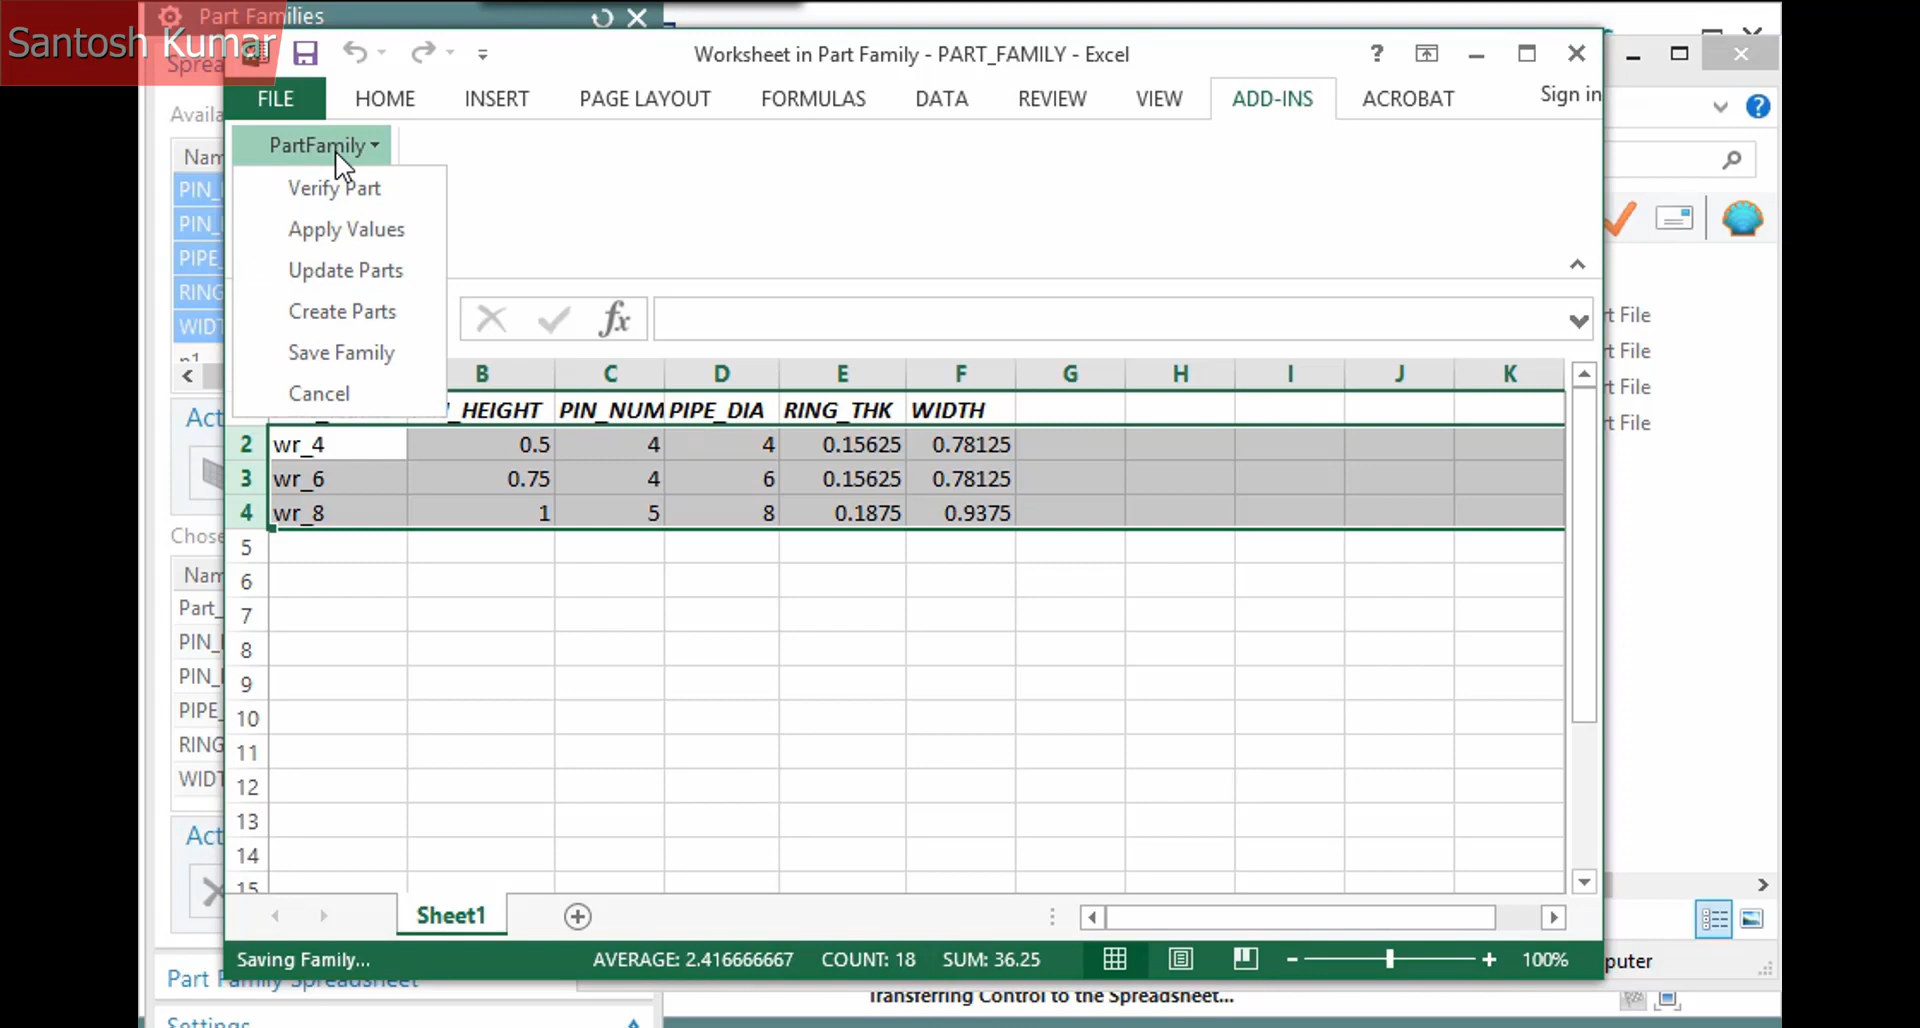 Part Families
Santosh Kumar
Worksheet in Part Family - PART_FAMILY - Excel
Sprea
FILE HOME INSERT PAGE LAYOUT FORMULAS DATA REVIEW VIEW ADD-INS ACROBAT Sign in
Availa
PartFamily
Nam
Verify Part
PIN_
Apply Values
PIN_
PIPE_
Update Parts
RING
Create Parts
t File
WIDT
Save Family
t File
n1
Cancel
t File
B C D E F G H I J K
Act
_HEIGHT PIN_NUM PIPE_DIA RING_THK WIDTH
t File
2 wr_4 0.5 4 4 0.15625 0.78125
3 wr_6 0.75 4 6 0.15625 0.78125
4 wr_8 1 5 8 0.1875 0.9375
Chose
5
Nam
6
Part_
7
PIN_
8
PIN_
9
PIPE_
10
RING
11
WIDT
12
13
Act
14
15
Sheet1
Saving Family... AVERAGE: 2.416666667 COUNT: 18 SUM: 36.25 100%
puter
Part Family Spreadsheet
Transferring Control to the Spreadsheet...
Settings